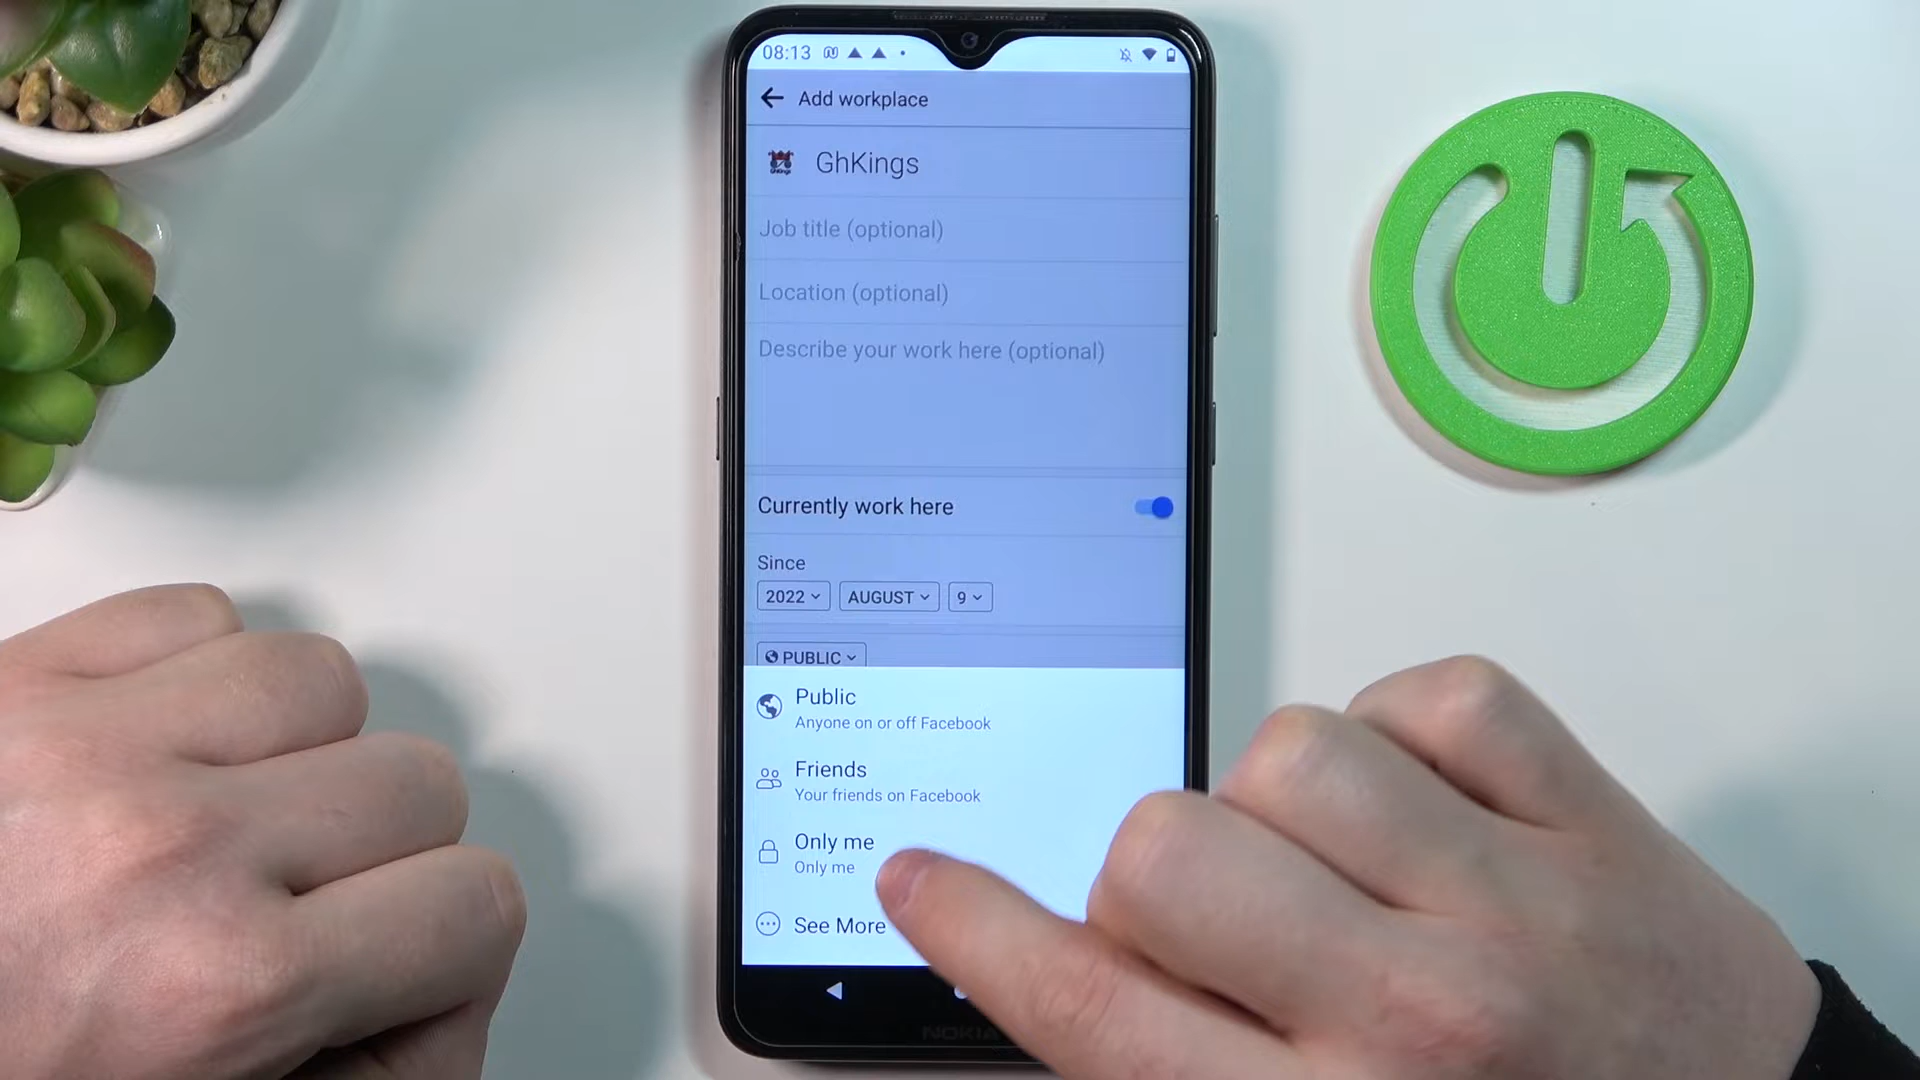 08:13
Add workplace
GhKings
Job title (optional)
Location (optional)
Describe your work here (optional)
Currently work here
Since
2022 AUGUST 9
PUBLIC
Public
Anyone on or off Facebook
Friends
Your friends on Facebook
Only me
Only me
See More
NOKIA